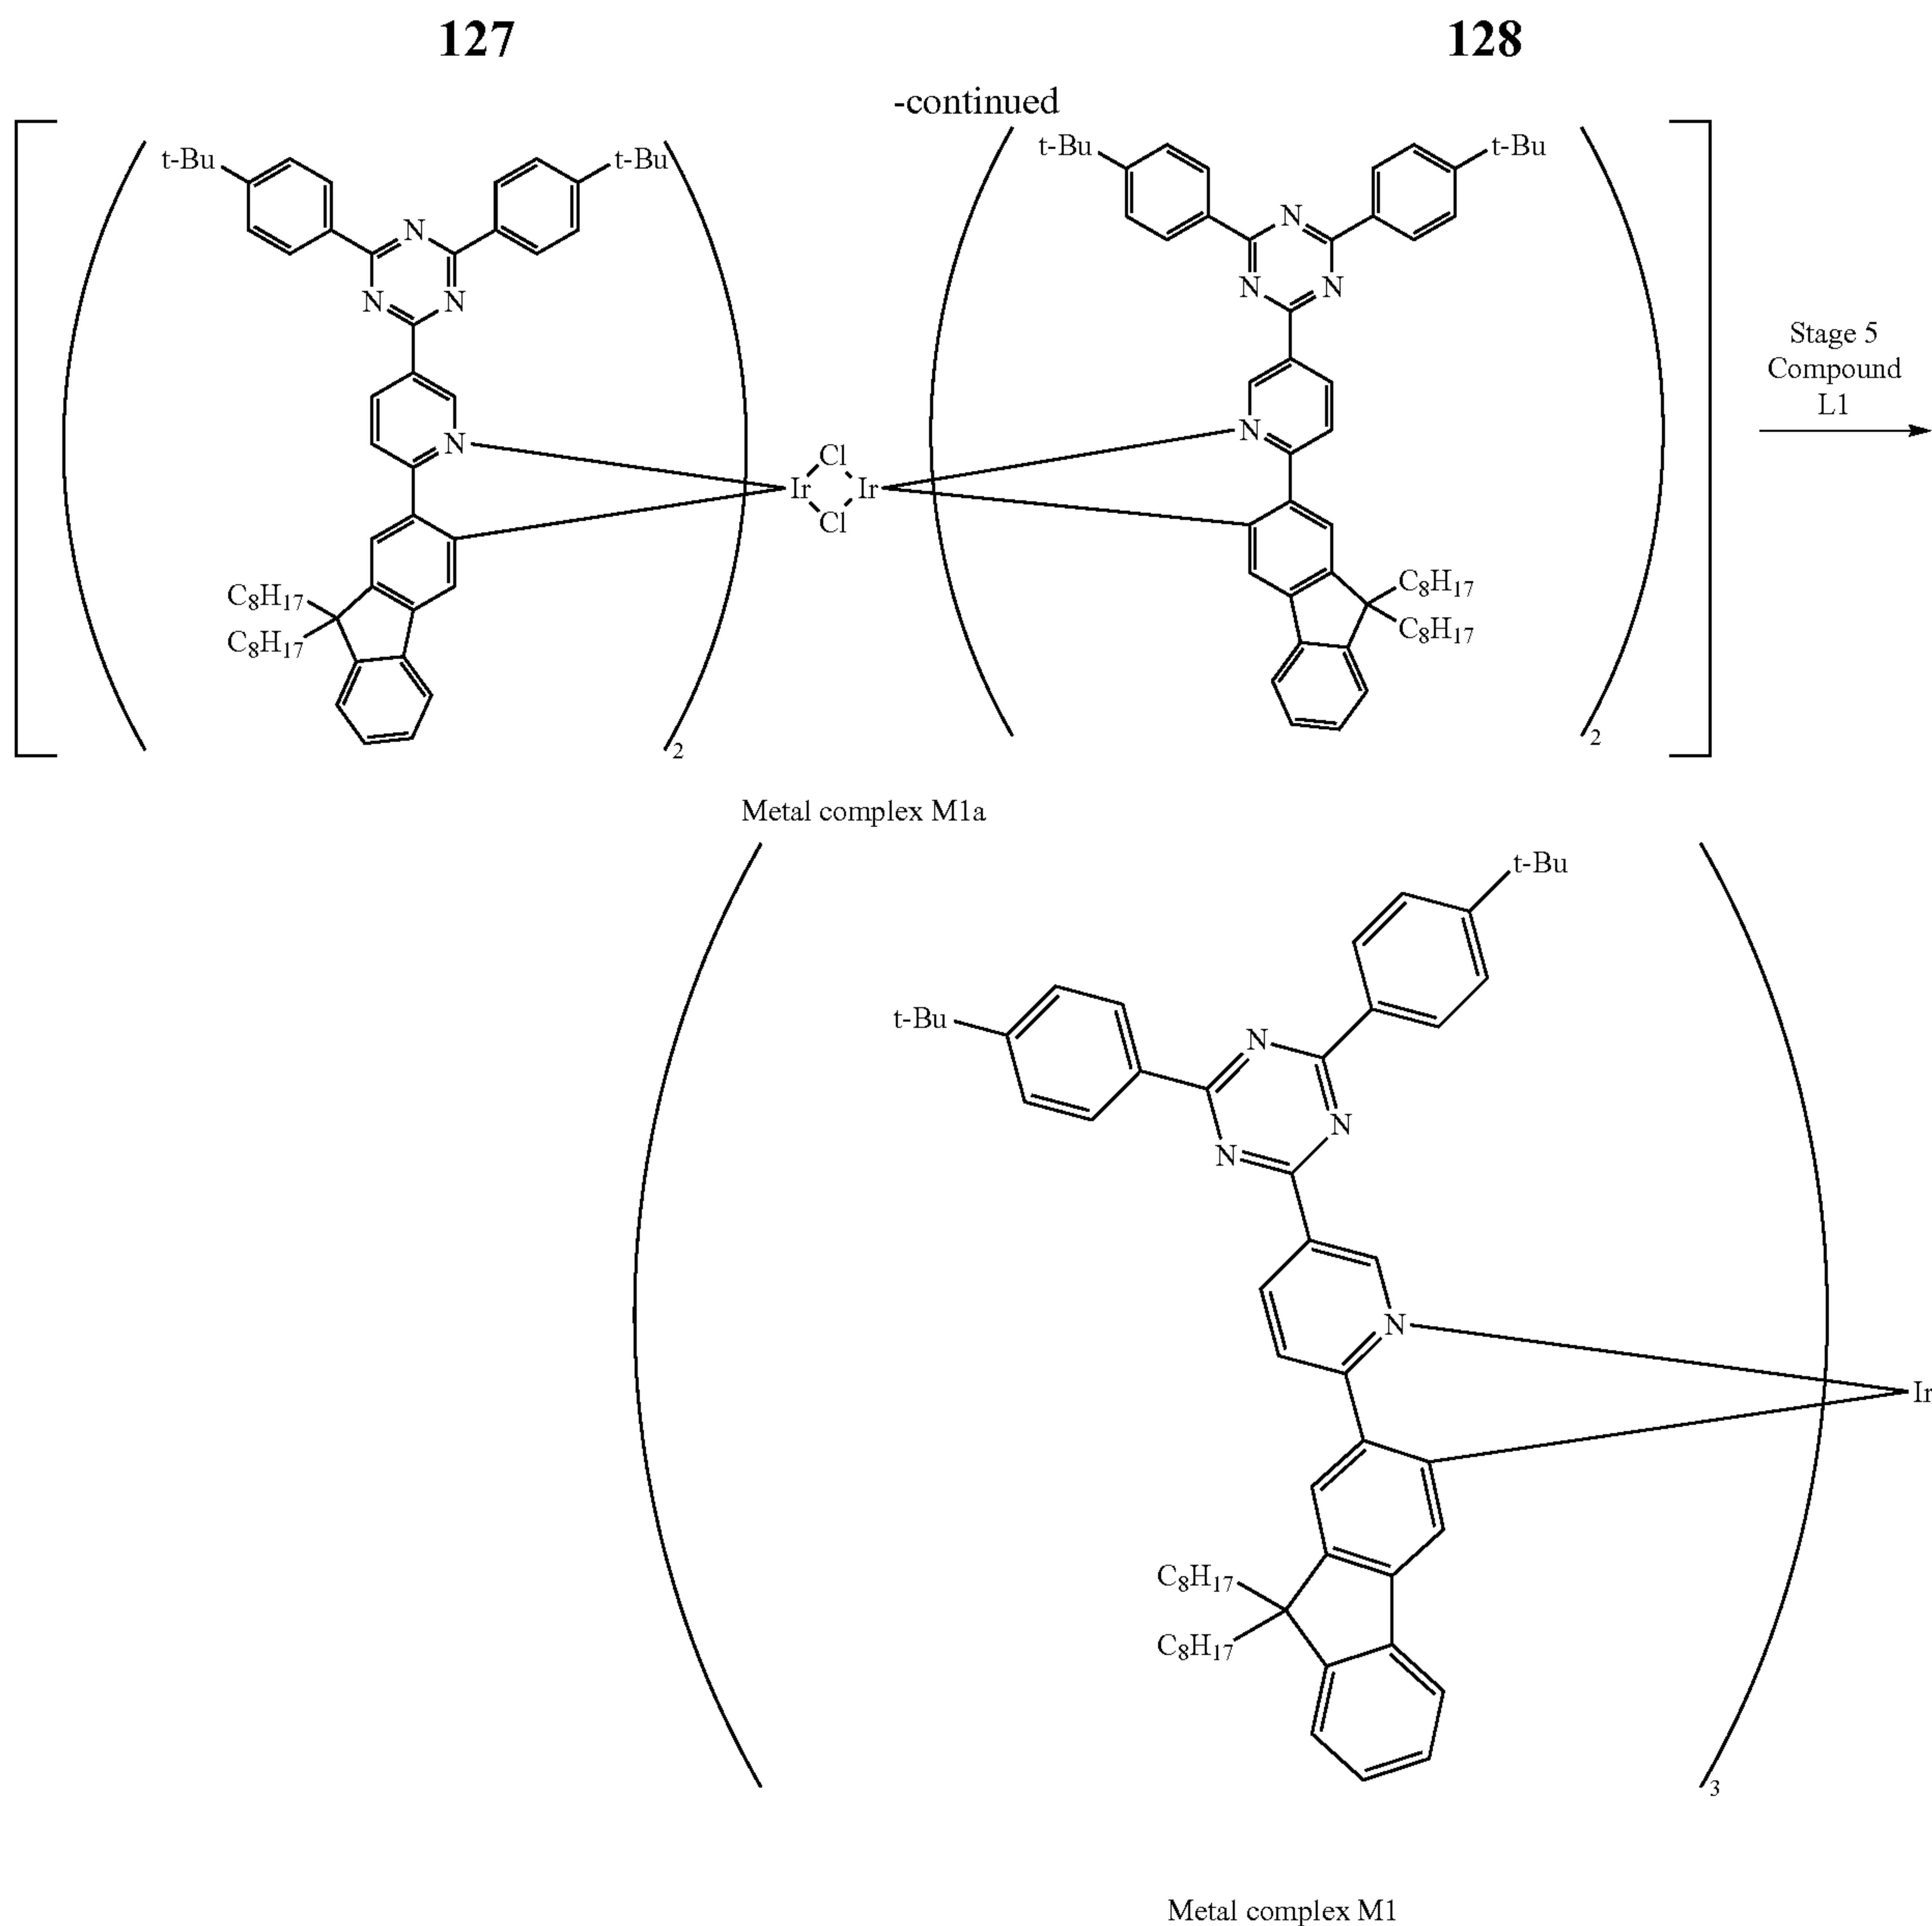 127
128
-continued
t-Bu t-Bu t-Bu t-Bu
N N
N N N N
Stage 5
Compound
L1
N Cl N
Ir Ir
Cl
C8H17 C8H17
C8H17 C8H17
2 2
Metal complex M1a
t-Bu
t-Bu
N
N
N
N
Ir
C8H17
C8H17
3
Metal complex M1